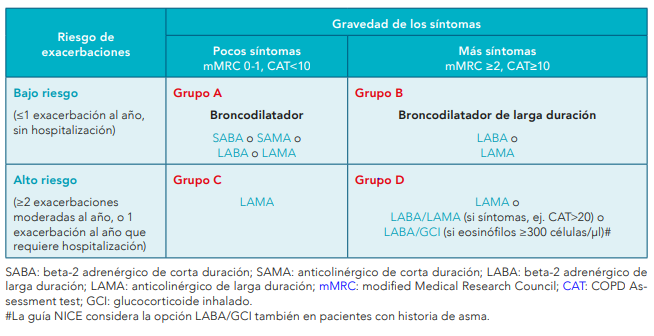 Riesgo de
exacerbaciones
Gravedad de los síntomas
Pocos síntomas
mMRC 0-1, CAT<10
Más síntomas
mMRC ≥2, CAT≥10
Bajo riesgo
(≤1 exacerbación al año,
sin hospitalización)
Grupo A
Broncodilatador
SABA o SAMA o
LABA o LAMA
Grupo B
Broncodilatador de larga duración
LABA o
LAMA
Alto riesgo
(≥2 exacerbaciones
moderadas al año, o 1
exacerbación al año que
requiere hospitalización)
Grupo C
LAMA
Grupo D
LAMA o
LABA/LAMA (si síntomas, ej. CAT>20) o
LABA/GCI (si eosinófilos ≥300 células/µl)#
SABA: beta-2 adrenérgico de corta duración; SAMA: anticolinérgico de corta duración; LABA: beta-2 adrenérgico de
larga duración; LAMA: anticolinérgico de larga duración; mMRC: modified Medical Research Council; CAT: COPD As-
sessment test; GCI: glucocorticoide inhalado.
#La guía NICE considera la opción LABA/GCI también en pacientes con historia de asma.